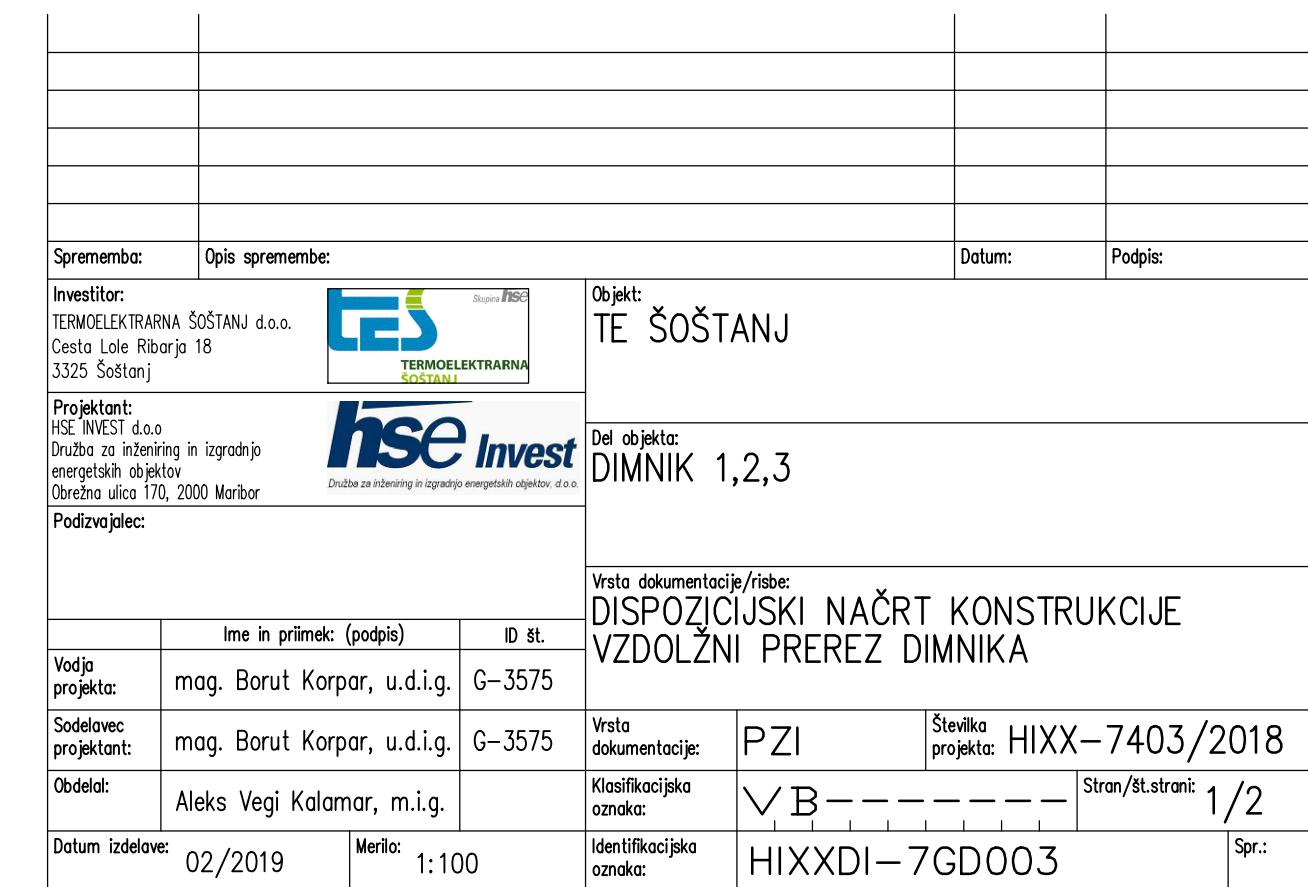 Sprememba: Opis spremembe: Datum: Podpis:
Investitor:
TERMOELEKTRARNA ŠOŠTANJ d.o.o.
Cesta Lole Ribarja 18
3325 Šoštanj
Skupina hse
TEŠ
TERMOELEKTRARNA
ŠOŠTANJ
Objekt:
TE ŠOŠTANJ
Projektant:
HSE INVEST d.o.o
Družba za inženiring in izgradnjo
energetskih objektov
Obrežna ulica 170, 2000 Maribor
hse Invest
Družba za inženiring in izgradnjo energetskih objektov, d.o.o.
Del objekta:
DIMNIK 1,2,3
Podizvajalec:
Vrsta dokumentacije/risbe:
DISPOZICIJSKI NAČRT KONSTRUKCIJE
VZDOLŽNI PREREZ DIMNIKA
Ime in priimek: (podpis) ID št.
Vodja
projekta: mag. Borut Korpar, u.d.i.g. G-3575
Sodelavec
projektant: mag. Borut Korpar, u.d.i.g. G-3575
Obdelal: Aleks Vegi Kalamar, m.i.g.
Datum izdelave: 02/2019 Merilo: 1:100
Vrsta
dokumentacije: PZI
Številka
projekta: HIXX-7403/2018
Klasifikacijska
oznaka: VB-------
Stran/št.strani: 1/2
Identifikacijska
oznaka: HIXXDI-7GD003
Spr.: